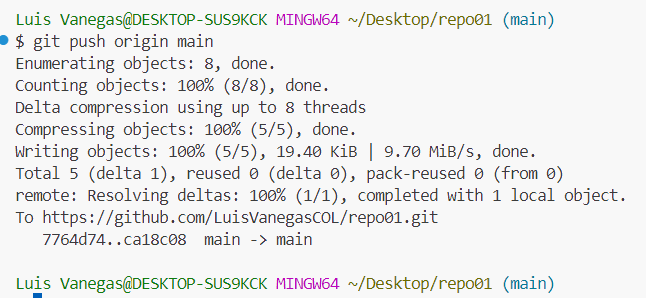 Luis Vanegas@DESKTOP-SUS9KCK MINGW64 ~/Desktop/repo01 (main)
$ git push origin main
Enumerating objects: 8, done.
Counting objects: 100% (8/8), done.
Delta compression using up to 8 threads
Compressing objects: 100% (5/5), done.
Writing objects: 100% (5/5), 19.40 KiB | 9.70 MiB/s, done.
Total 5 (delta 1), reused 0 (delta 0), pack-reused 0 (from 0)
remote: Resolving deltas: 100% (1/1), completed with 1 local object.
To https://github.com/LuisVanegasCOL/repo01.git
   7764d74..ca18c08  main -> main

Luis Vanegas@DESKTOP-SUS9KCK MINGW64 ~/Desktop/repo01 (main)